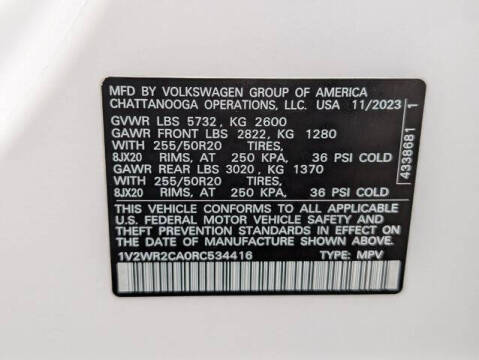 MFD BY VOLKSWAGEN GROUP OF AMERICA
CHATTANOOGA OPERATIONS, LLC. USA 11/2023
GVWR LBS 5732, KG 2600
GAWR FRONT LBS 2822, KG 1280
WITH 255/50R20 TIRES,
8JX20 RIMS, AT 250 KPA, 36 PSI COLD
GAWR REAR LBS 3020, KG 1370
WITH 255/50R20 TIRES,
8JX20 RIMS, AT 250 KPA, 36 PSI COLD
THIS VEHICLE CONFORMS TO ALL APPLICABLE
U.S. FEDERAL MOTOR VEHICLE SAFETY AND
THEFT PREVENTION STANDARDS IN EFFECT ON
THE DATE OF MANUFACTURE SHOWN ABOVE.
1V2WR2CA0RC534416 TYPE: MPV
4338681 1